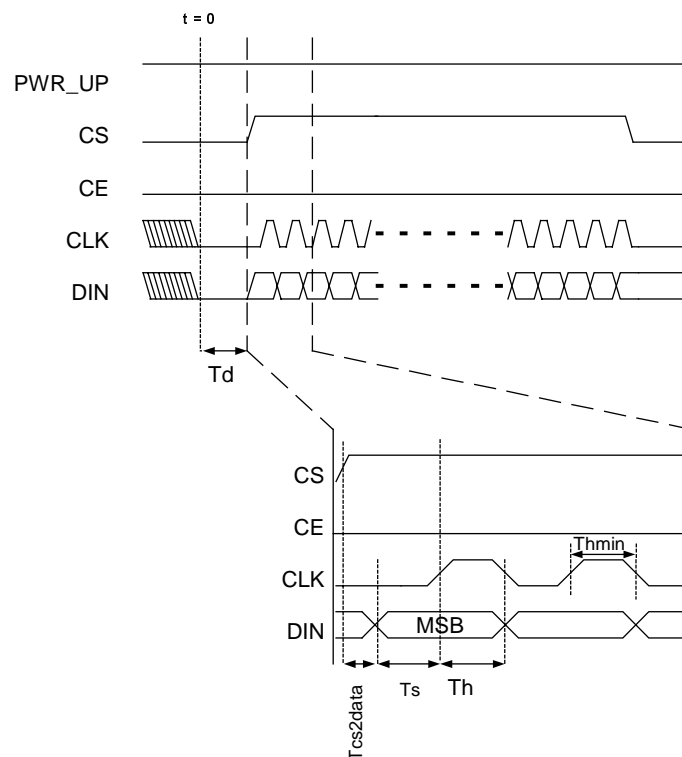 t = 0
PWR_UP
CS
CE
CLK
DIN
Td
CS
CE
Thmin
CLK
DIN
MSB
Tcs2data
Ts
Th